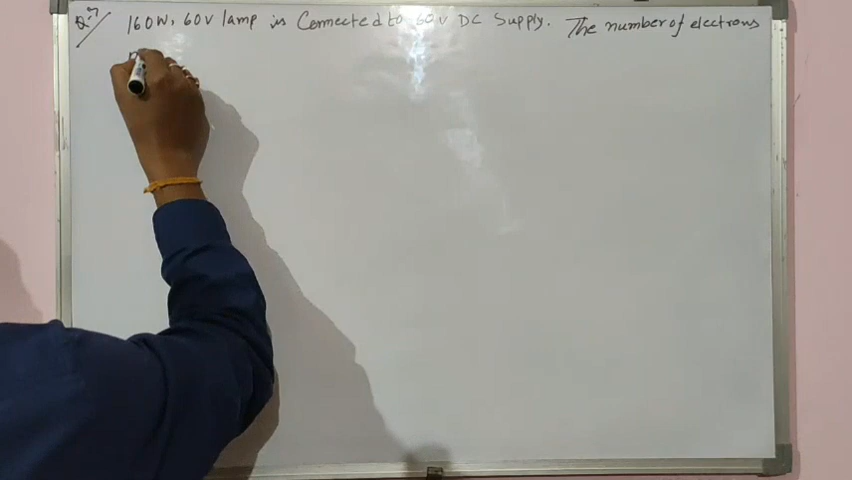 Q.7 160W, 60V lamp is Connected to 60V DC Supply. The number of electrons